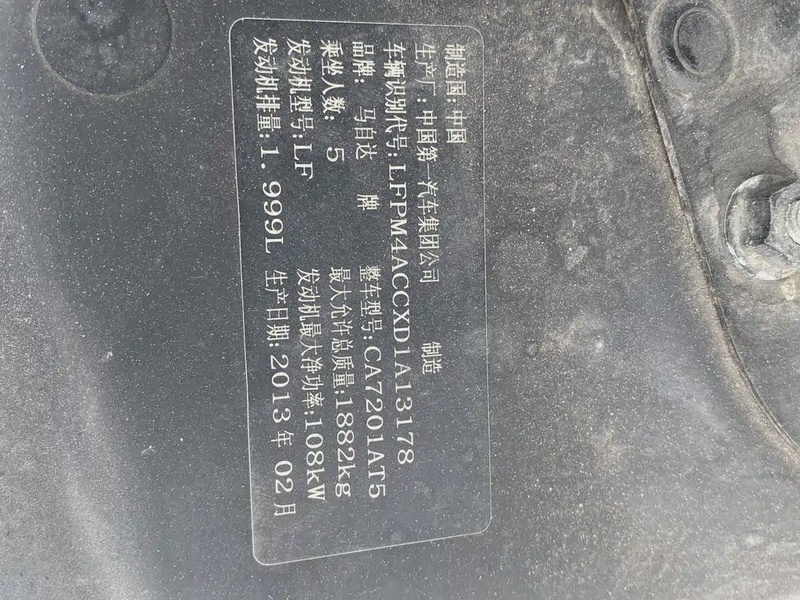 制造国:中国
生产厂:中国第一汽车集团公司 制造
车辆识别代号:LFPM4ACCXD1A13178
品牌: 马自达 牌 整车型号:CA7201AT5
乘坐人数: 5 最大允许总质量:1882kg
发动机型号:LF 发动机最大净功率:108kW
发动机排量:1.999L 生产日期:2013年02月